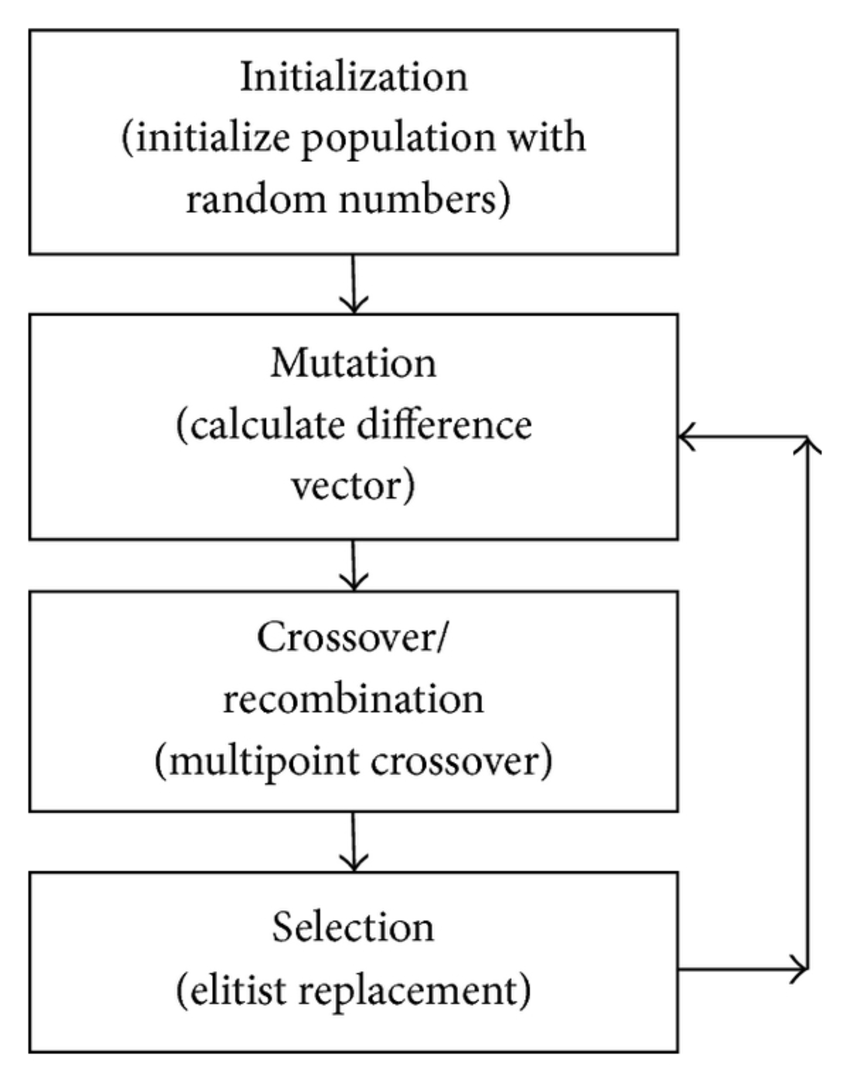 Initialization
(initialize population with
random numbers)
Mutation
(calculate difference
vector)
Crossover/
recombination
(multipoint crossover)
Selection
(elitist replacement)